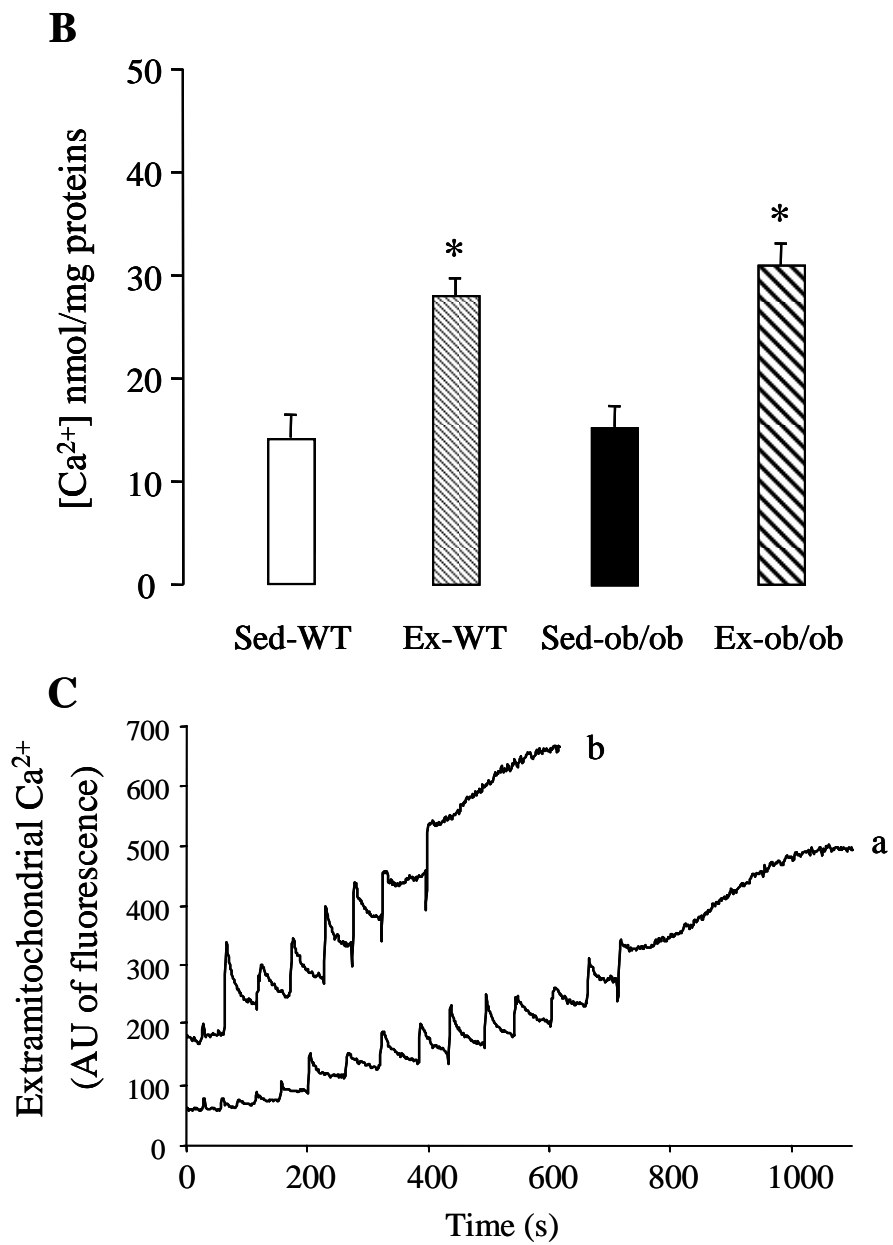 B
50
40
30
20
10
0
[Ca²⁺] nmol/mg proteins
*
*
Sed-WT Ex-WT Sed-ob/ob Ex-ob/ob
C
700
600
500
400
300
200
100
0
Extramitochondrial Ca²⁺
(AU of fluorescence)
b
a
0 200 400 600 800 1000
Time (s)